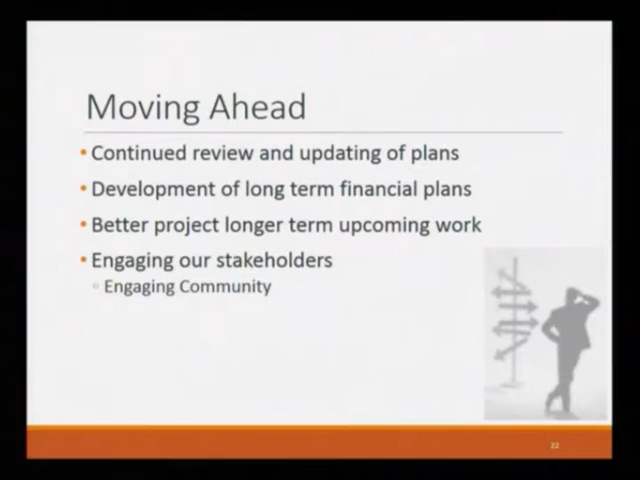 Moving Ahead
• Continued review and updating of plans
• Development of long term financial plans
• Better project longer term upcoming work
• Engaging our stakeholders
◦ Engaging Community
22